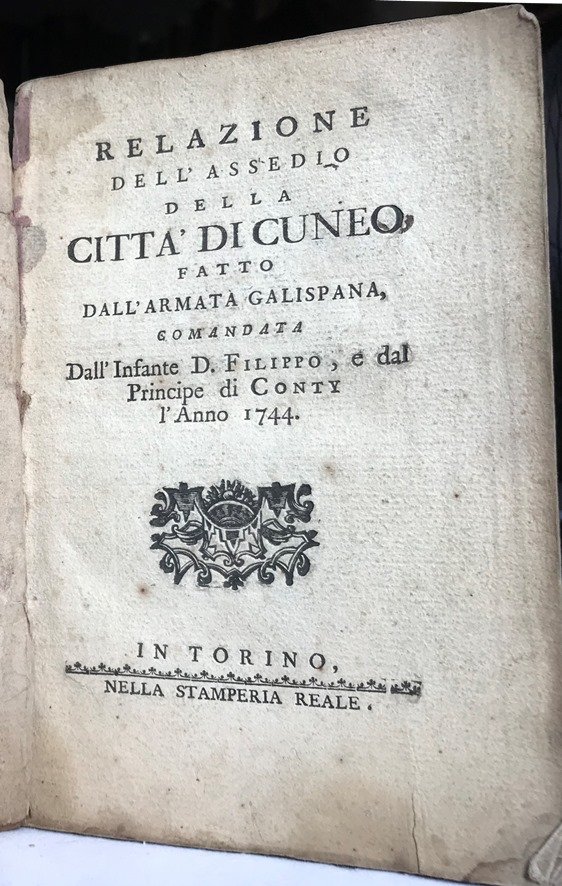 RELAZIONE
DELL'ASSEDIO
DELLA
CITTA' DI CUNEO,
FATTO
DALL'ARMATA GALISPANA,
COMANDATA
Dall' Infante D. FILIPPO, e dal
Principe di CONTY
l'Anno 1744.
IN TORINO,
NELLA STAMPERIA REALE.